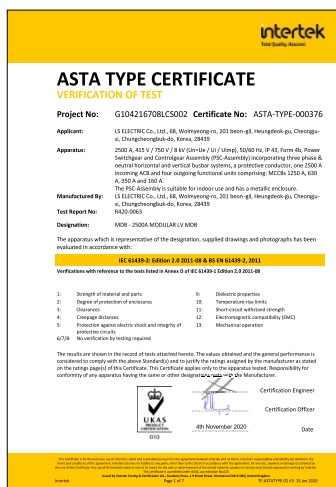 intertek
Total Quality. Assured.
ASTA TYPE CERTIFICATE
VERIFICATION OF TEST
Project No: G104216708LCS002 Certificate No: ASTA-TYPE-000376
Applicant: LS ELECTRIC Co., Ltd., 68, Wolmyeong-ro, 201 beon-gil, Heungdeok-gu, Cheongju-
si, Chungcheongbuk-do, Korea, 28439
Apparatus: 2500 A, 415 V / 750 V / 8 kV (Un=Ue / Ui / Uimp), 50/60 Hz, IP 43, Form 4b, Power
Switchgear and Controlgear Assembly (PSC-Assembly) incorporating three phase &
neutral horizontal and vertical busbar systems, a protective conductor, one 2500 A
incoming ACB and four outgoing functional units comprising: MCCBs 1250 A, 630
A, 350 A and 160 A.
The PSC-Assembly is suitable for indoor use and has a metallic enclosure.
Manufactured By: LS ELECTRIC Co., Ltd., 68, Wolmyeong-ro, 201 beon-gil, Heungdeok-gu, Cheongju-
si, Chungcheongbuk-do, Korea, 28439
Test Report No: R420-0063
Designation: MDB - 2500A MODULAR LV MDB
The apparatus which is representative of the designation, supplied drawings and photographs has been
evaluated in accordance with:
IEC 61439-2: Edition 2.0 2011-08 & BS EN 61439-2, 2011
Verifications with reference to the tests listed in Annex D of IEC 61439-1 Edition 2.0 2011-08
1: Strength of material and parts 9: Dielectric properties
2: Degree of protection of enclosures 10: Temperature-rise limits
3: Clearances 11: Short-circuit withstand strength
4: Creepage distances 12: Electromagnetic compatibility (EMC)
5: Protection against electric shock and integrity of 13: Mechanical operation
protective circuits
6/7/8: No verification by testing required
The results are shown in the record of tests attached hereto. The values obtained and the general performance
is considered to comply with the above Standard(s) and to justify the ratings assigned by the manufacturer as stated
on the ratings page(s) of this Certificate. This Certificate applies only to the apparatus tested. Responsibility for
conformity of any apparatus having the same or other designations rests with the Manufacturer.
Certification Engineer
Certification Officer
UKAS
PRODUCT
CERTIFICATION
4th November 2020 Date
Intertek Page 1 of 7